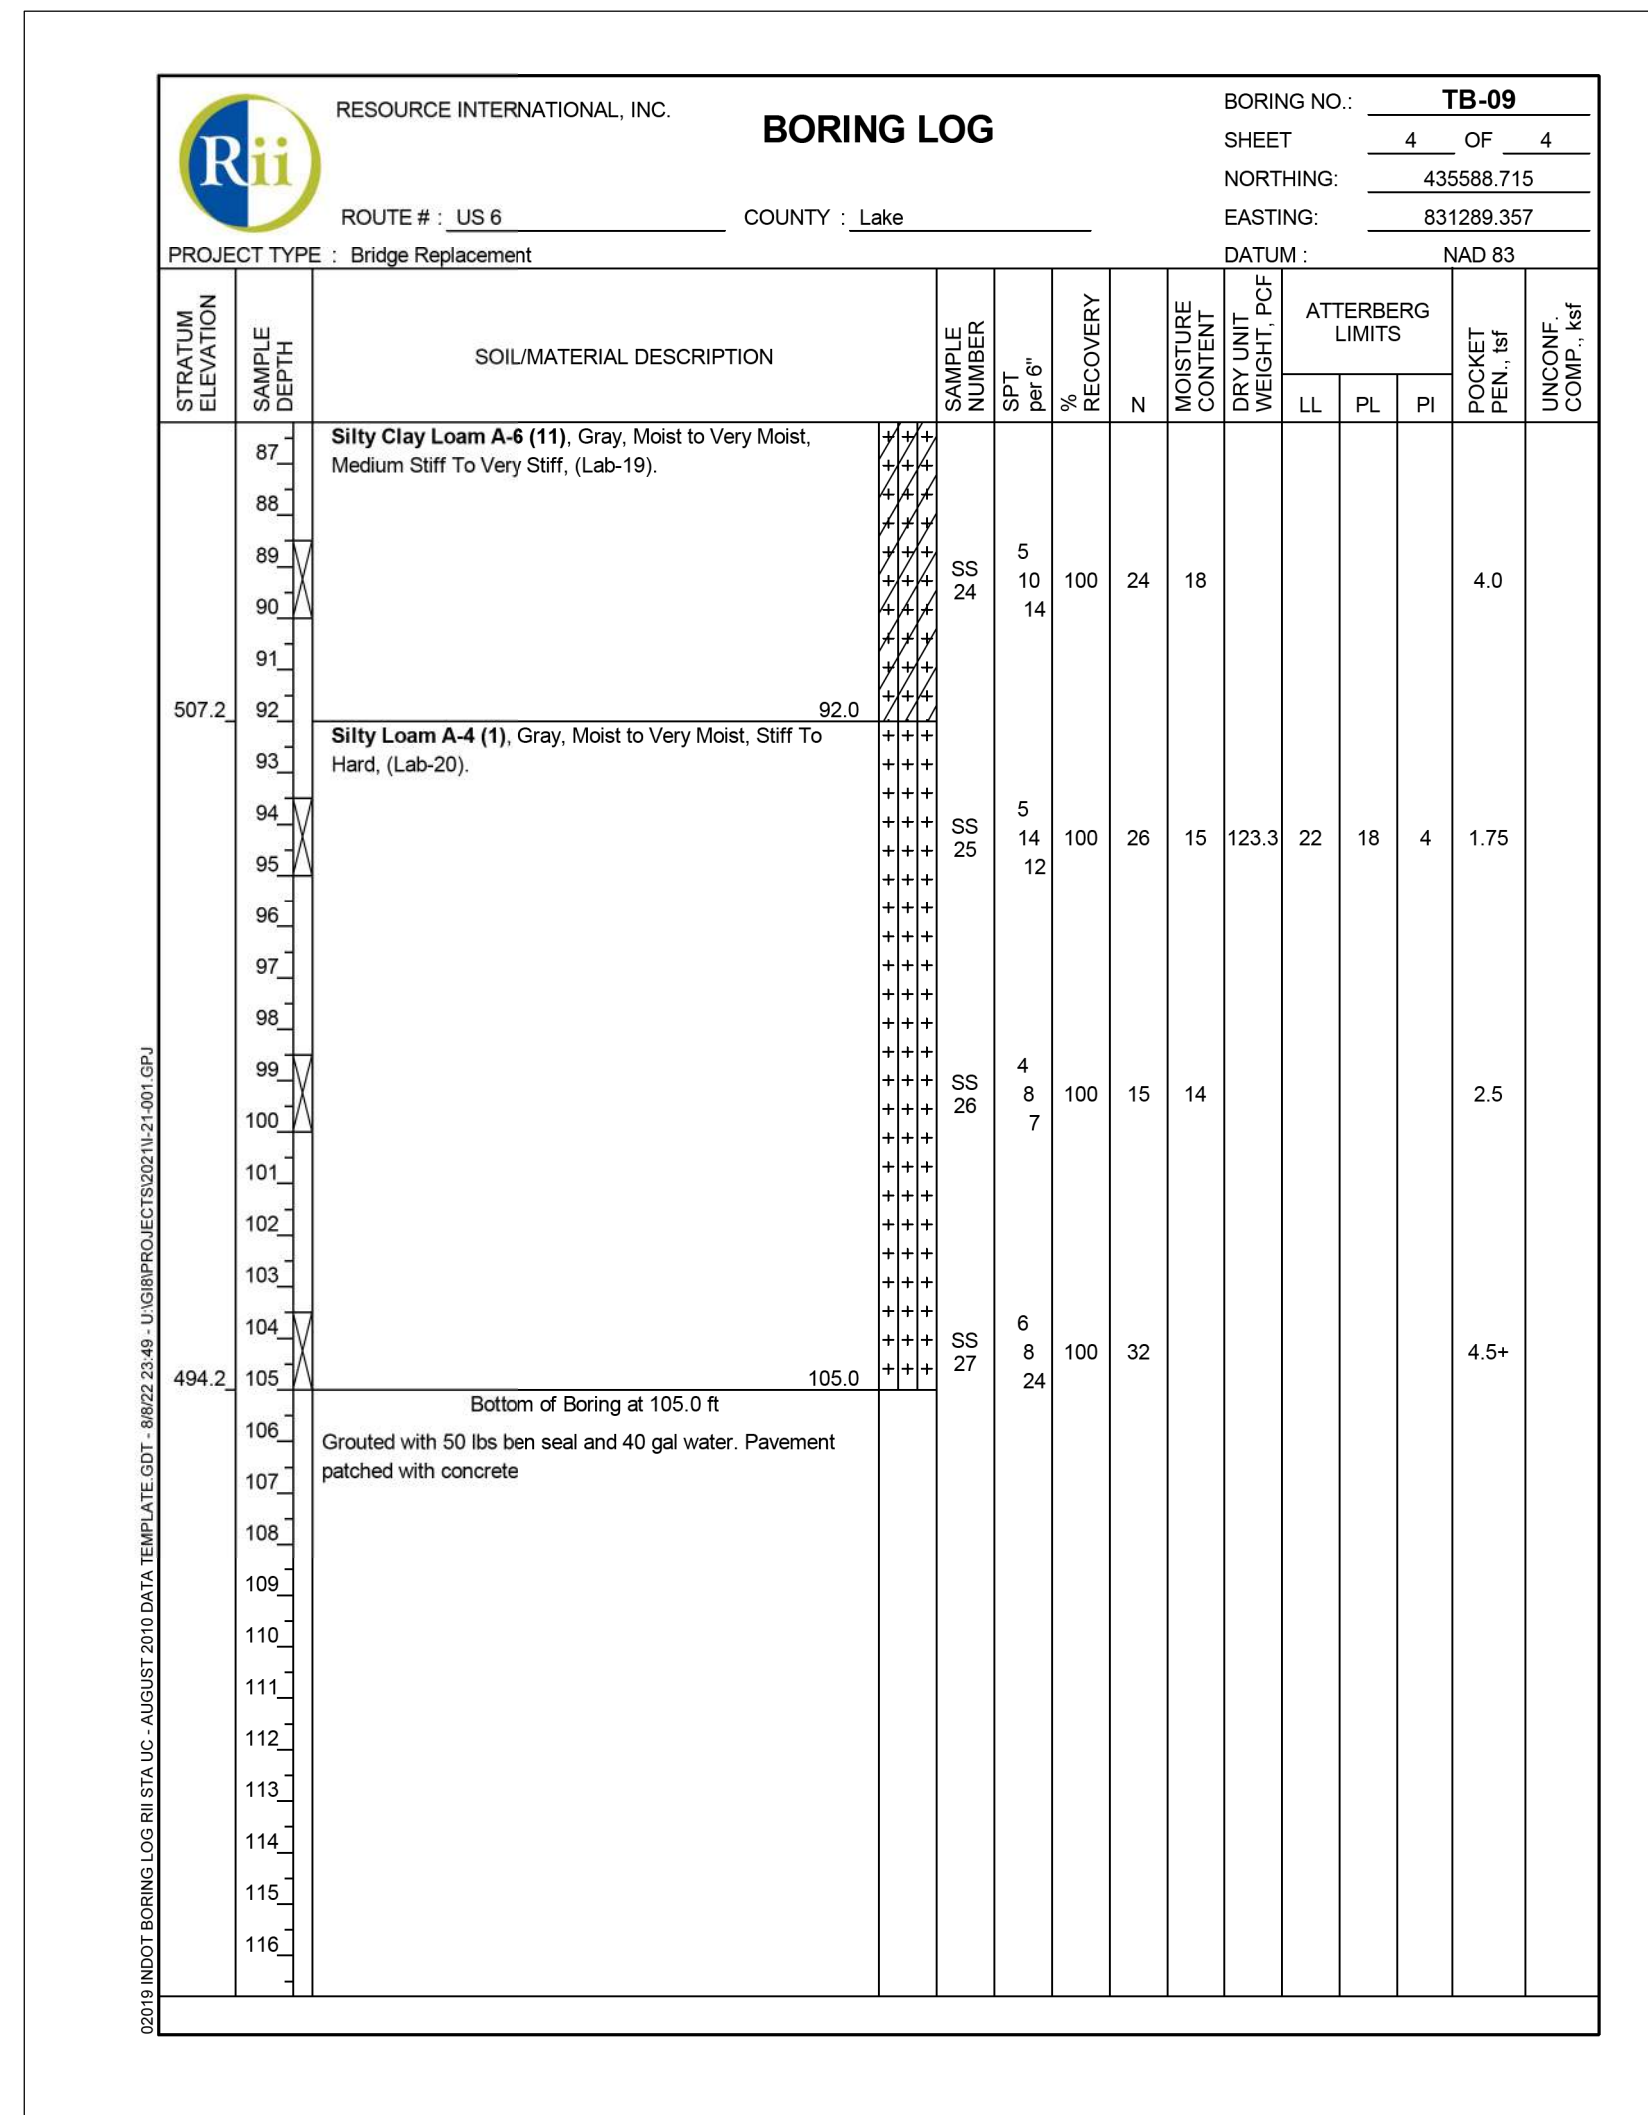 Rii
RESOURCE INTERNATIONAL, INC.
BORING LOG
BORING NO.: TB-09
SHEET 4 OF 4
NORTHING: 435588.715
ROUTE # : US 6 COUNTY : Lake
EASTING: 831289.357
PROJECT TYPE : Bridge Replacement
DATUM : NAD 83
STRATUM ELEVATION
SAMPLE DEPTH
SOIL/MATERIAL DESCRIPTION
SAMPLE NUMBER
SPT per 6"
% RECOVERY
N
MOISTURE CONTENT
DRY UNIT WEIGHT, PCF
ATTERBERG LIMITS
LL PL PI
POCKET PEN., tsf
UNCONF. COMP., ksf
Silty Clay Loam A-6 (11), Gray, Moist to Very Moist,
87
Medium Stiff To Very Stiff, (Lab-19).
88
89
5
SS 24 10 100 24 18 4.0
90
14
91
507.2 92 92.0
Silty Loam A-4 (1), Gray, Moist to Very Moist, Stiff To
93
Hard, (Lab-20).
94
5
SS 25 14 100 26 15 123.3 22 18 4 1.75
95
12
96
97
98
99
4
SS 26 8 100 15 14 2.5
100
7
101
102
103
104
6
SS 27 8 100 32 4.5+
494.2 105 105.0
24
Bottom of Boring at 105.0 ft
106
Grouted with 50 lbs ben seal and 40 gal water. Pavement
patched with concrete
107
108
109
110
111
112
113
114
115
116
02019 INDOT BORING LOG RII STA UC - AUGUST 2010 DATA TEMPLATE.GDT - 8/8/22 23:49 - U:\GI8\PROJECTS\2021\I-21-001.GPJ